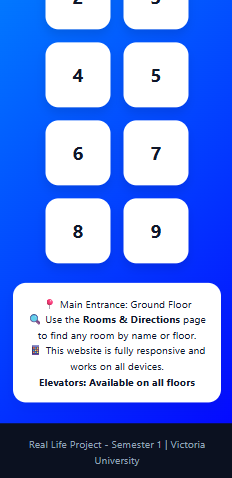 2 3
4 5
6 7
8 9
📍 Main Entrance: Ground Floor
🔍 Use the Rooms & Directions page
to find any room by name or floor.
📱 This website is fully responsive and
works on all devices.
Elevators: Available on all floors
Real Life Project - Semester 1 | Victoria
University